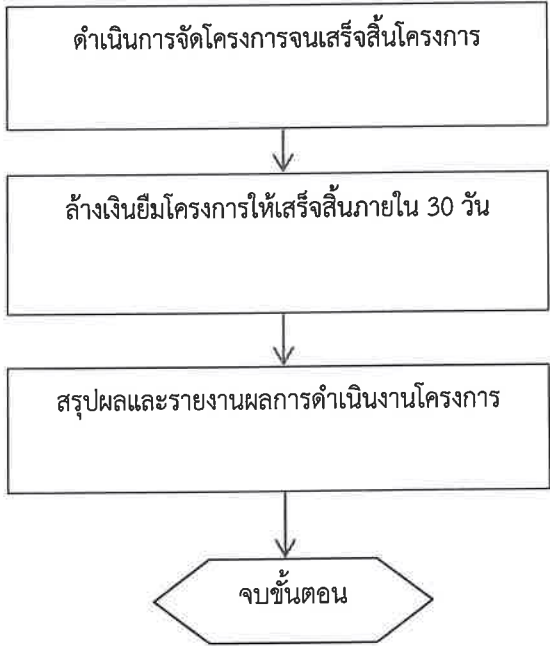 ดำเนินการจัดโครงการจนเสร็จสิ้นโครงการ
ล้างเงินยืมโครงการให้เสร็จสิ้นภายใน 30 วัน
สรุปผลและรายงานผลการดำเนินงานโครงการ
จบขั้นตอน